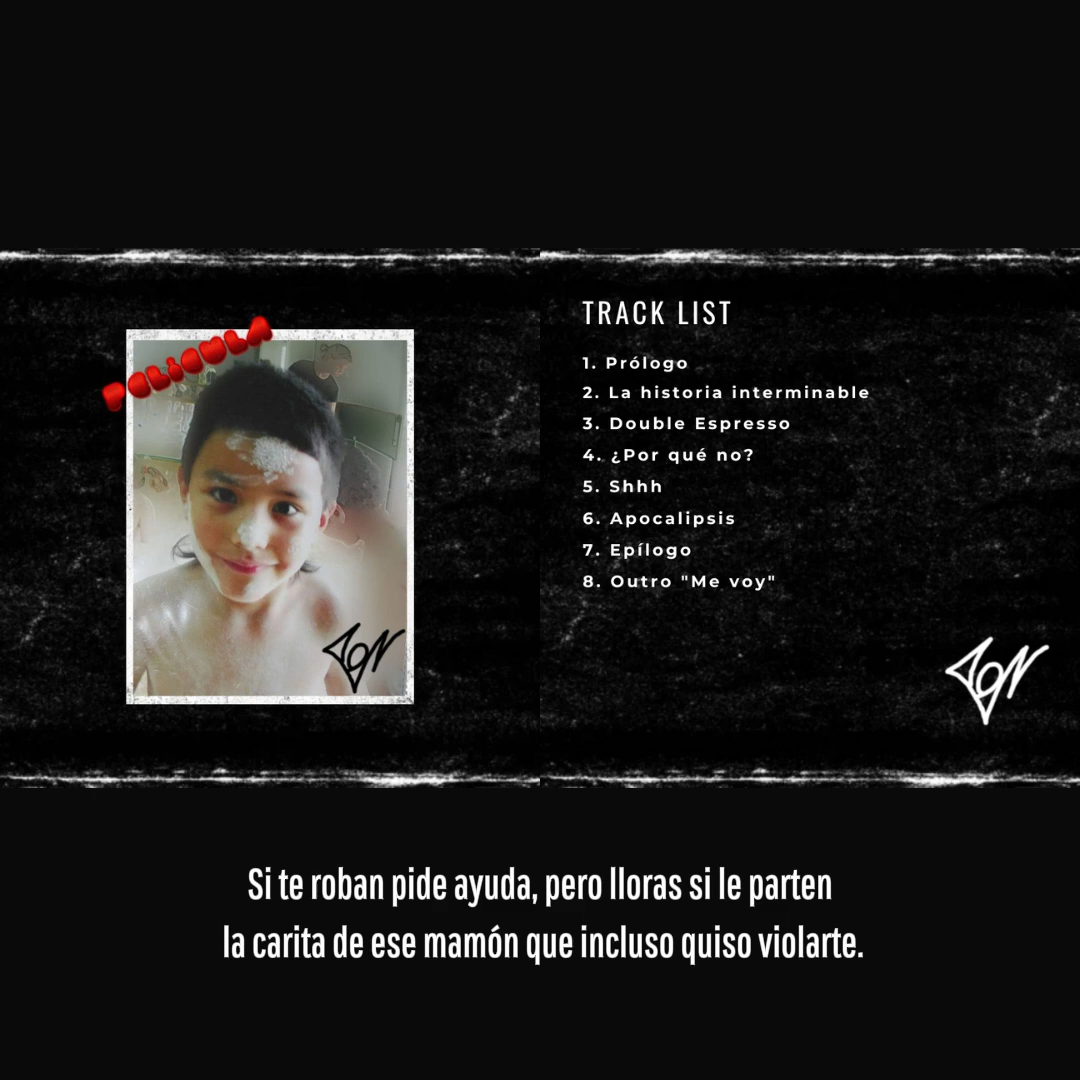 PELÍCULA
TRACK LIST
1. Prólogo
2. La historia interminable
3. Double Espresso
4. ¿Por qué no?
5. Shhh
6. Apocalipsis
7. Epílogo
8. Outro "Me voy"
Si te roban pide ayuda, pero lloras si le parten
la carita de ese mamón que incluso quiso violarte.